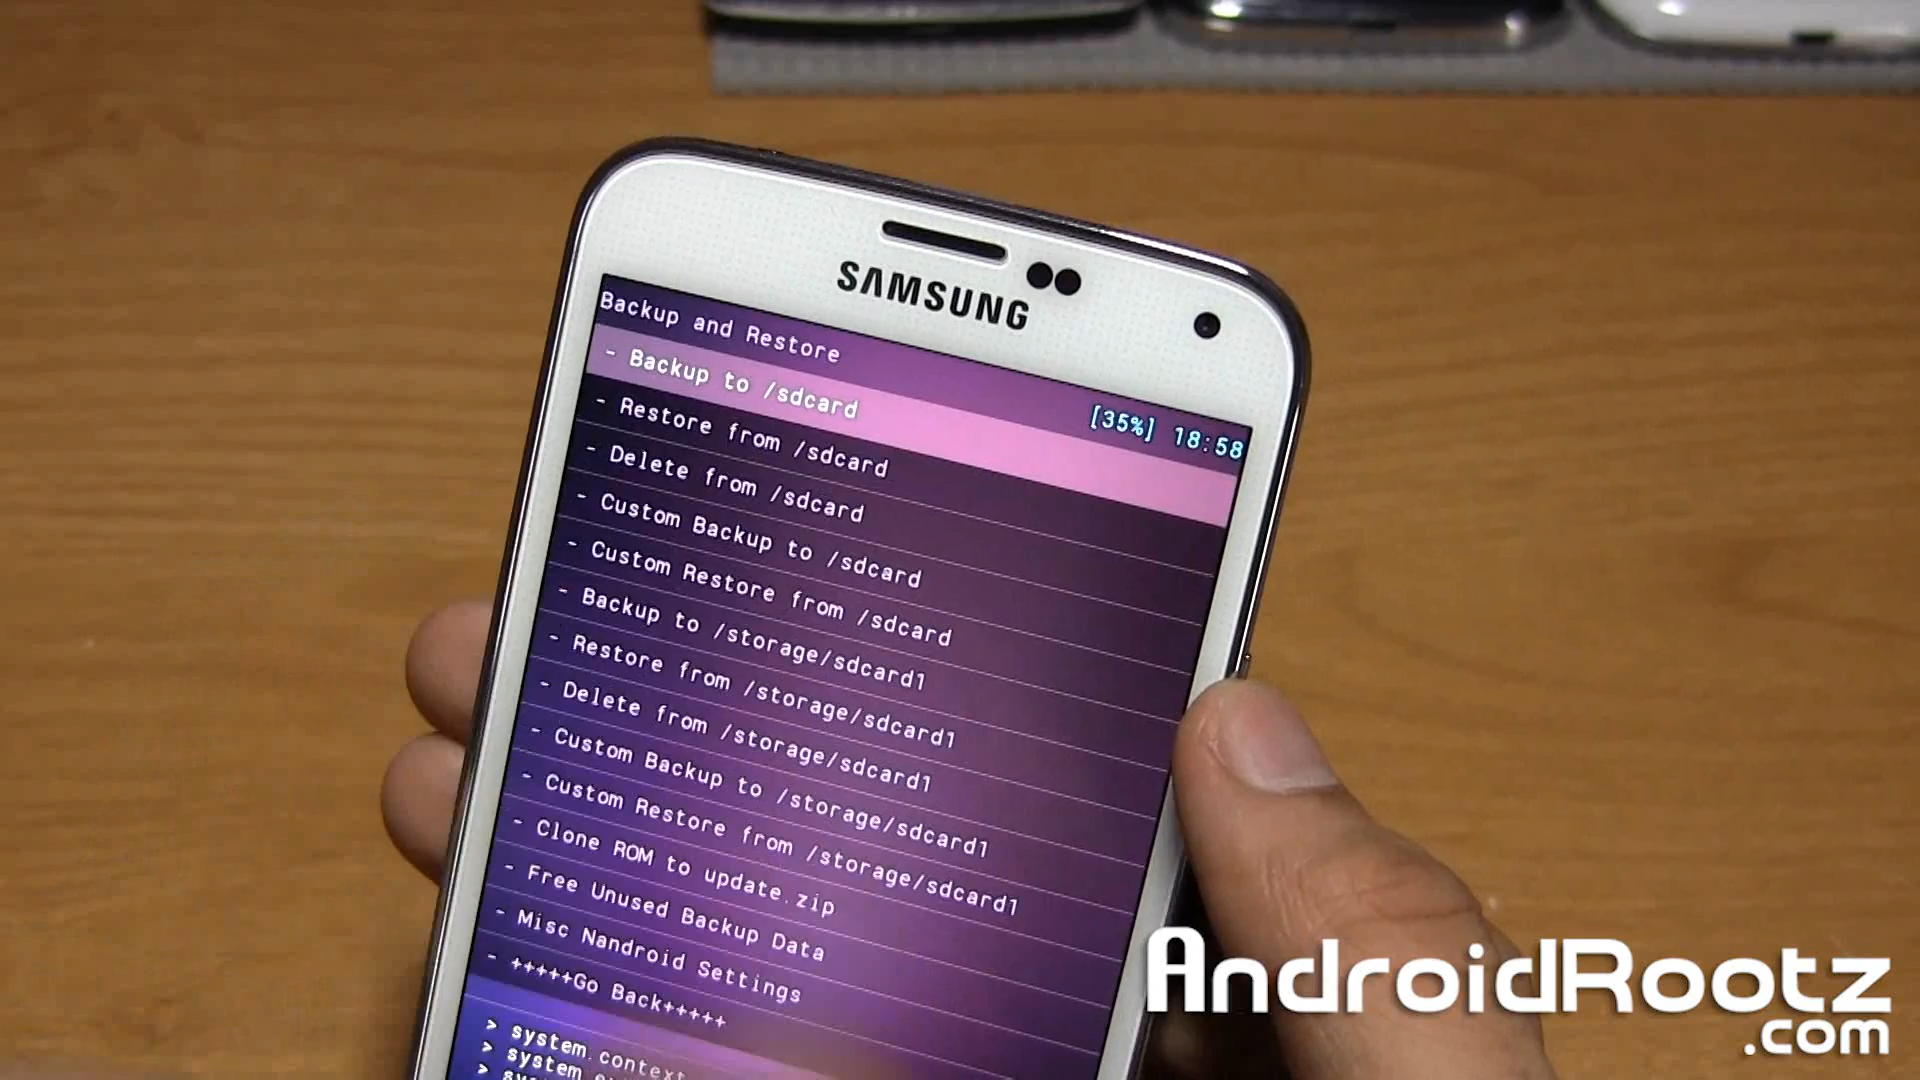 SAMSUNG
Backup and Restore
[35%] 18:58
- Backup to /sdcard
- Restore from /sdcard
- Delete from /sdcard
- Custom Backup to /sdcard
- Custom Restore from /sdcard
- Backup to /storage/sdcard1
- Restore from /storage/sdcard1
- Delete from /storage/sdcard1
- Custom Backup to /storage/sdcard1
- Custom Restore from /storage/sdcard1
- Clone ROM to update.zip
- Free Unused Backup Data
- Misc Nandroid Settings
- +++++Go Back+++++
> system.context
> system
>
AndroidRootz
.com